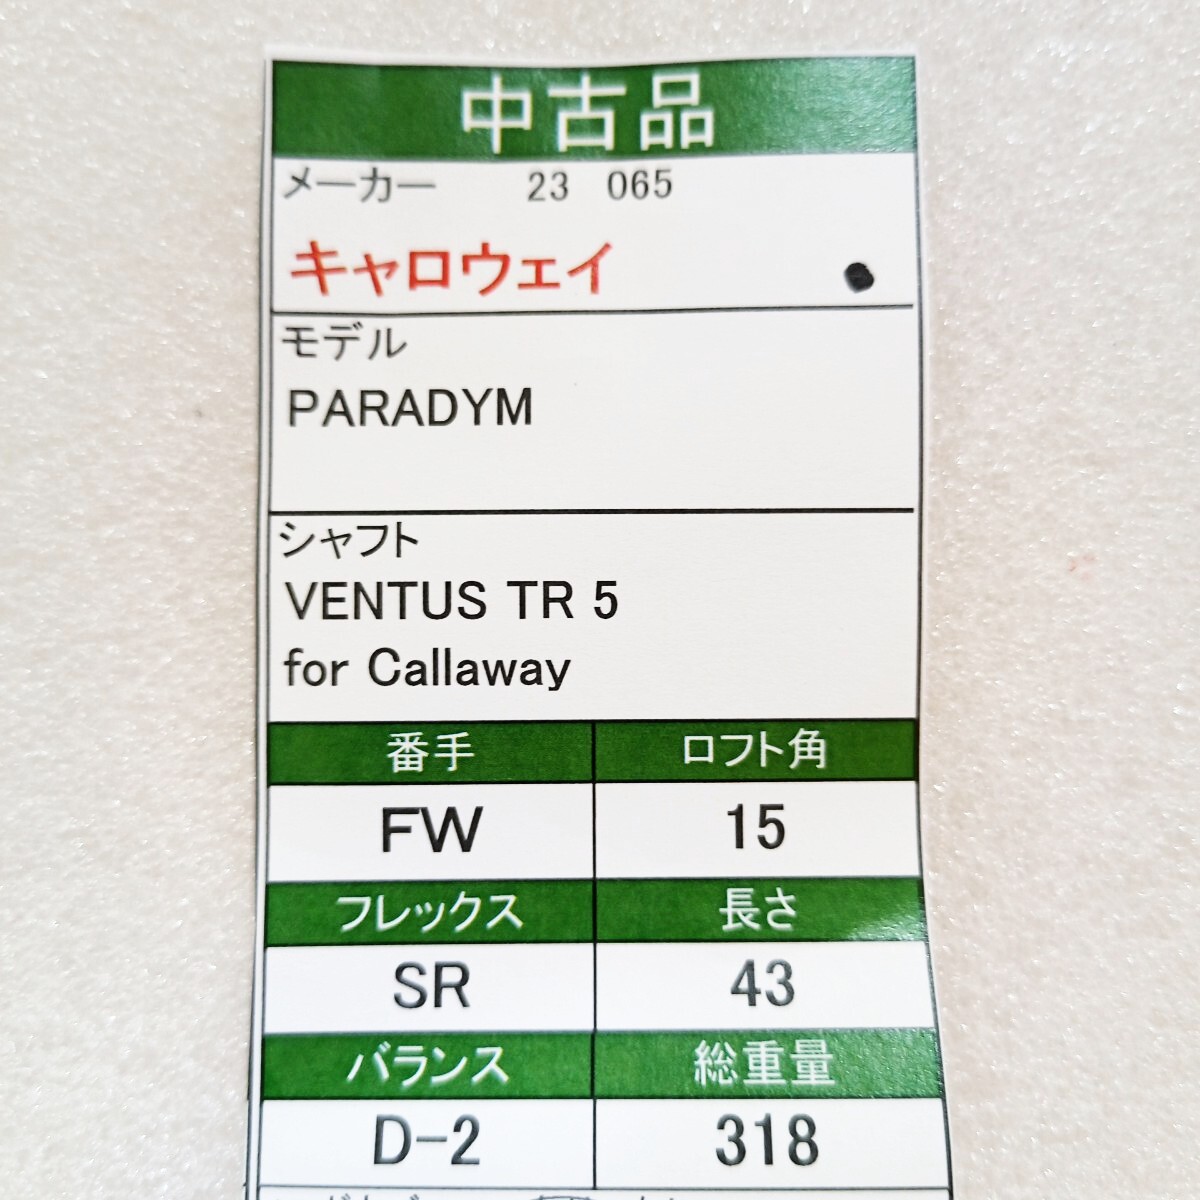 中古品
メーカー 23 065
キャロウェイ
モデル
PARADYM
シャフト
VENTUS TR 5
for Callaway
番手 ロフト角
FW 15
フレックス 長さ
SR 43
バランス 総重量
D-2 318